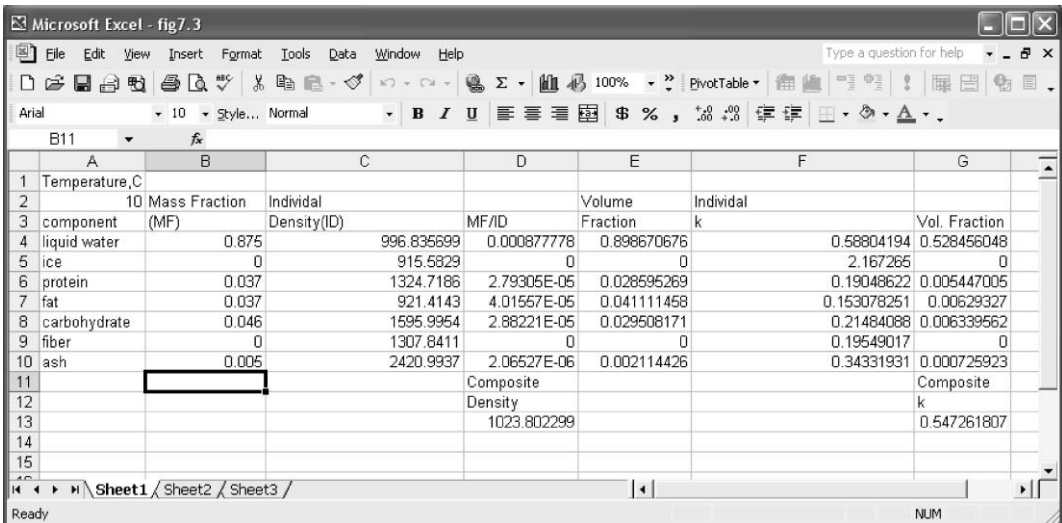 Microsoft Excel - fig7.3
File Edit View Insert Format Tools Data Window Help Type a question for help
100% PivotTable
Arial 10 Style... Normal B I U $ % ,
B11 fx
A B C D E F G
1 Temperature,C
2 10 Mass Fraction Individal Volume Individal
3 component (MF) Density(ID) MF/ID Fraction k Vol. Fraction
4 liquid water 0.875 996.835699 0.000877778 0.898670676 0.58804194 0.528456048
5 ice 0 915.5829 0 0 2.167265 0
6 protein 0.037 1324.7186 2.79305E-05 0.028595269 0.19048622 0.005447005
7 fat 0.037 921.4143 4.01557E-05 0.041111458 0.153078251 0.00629327
8 carbohydrate 0.046 1595.9954 2.88221E-05 0.029508171 0.21484088 0.006339562
9 fiber 0 1307.8411 0 0 0.19549017 0
10 ash 0.005 2420.9937 2.06527E-06 0.002114426 0.34331931 0.000725923
11 Composite Composite
12 Density k
13 1023.802299 0.547261807
14
15
Sheet1 Sheet2 Sheet3
Ready NUM